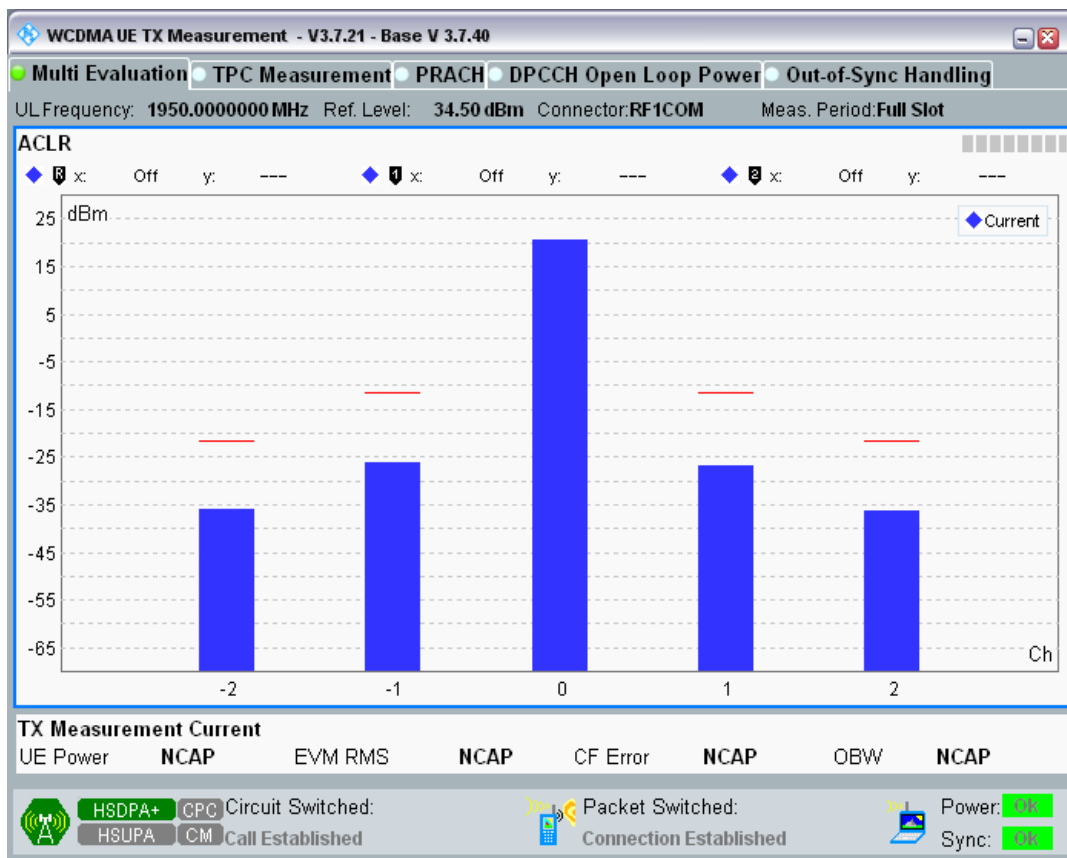 WCDMA UE TX Measurement - V3.7.21 - Base V 3.7.40
Multi Evaluation TPC Measurement PRACH DPCCH Open Loop Power Out-of-Sync Handling
UL Frequency: 1950.0000000 MHz Ref. Level: 34.50 dBm Connector:RF1COM Meas. Period:Full Slot
ACLR
R x: Off y: --- 1 x: Off y: --- 2 x: Off y: ---
dBm
Current
25
15
5
-5
-15
-25
-35
-45
-55
-65
Ch
-2 -1 0 1 2
TX Measurement Current
UE Power NCAP EVM RMS NCAP CF Error NCAP OBW NCAP
HSDPA+ CPC Circuit Switched: Packet Switched: Power: Ok
HSUPA CM Call Established Connection Established Sync: Ok